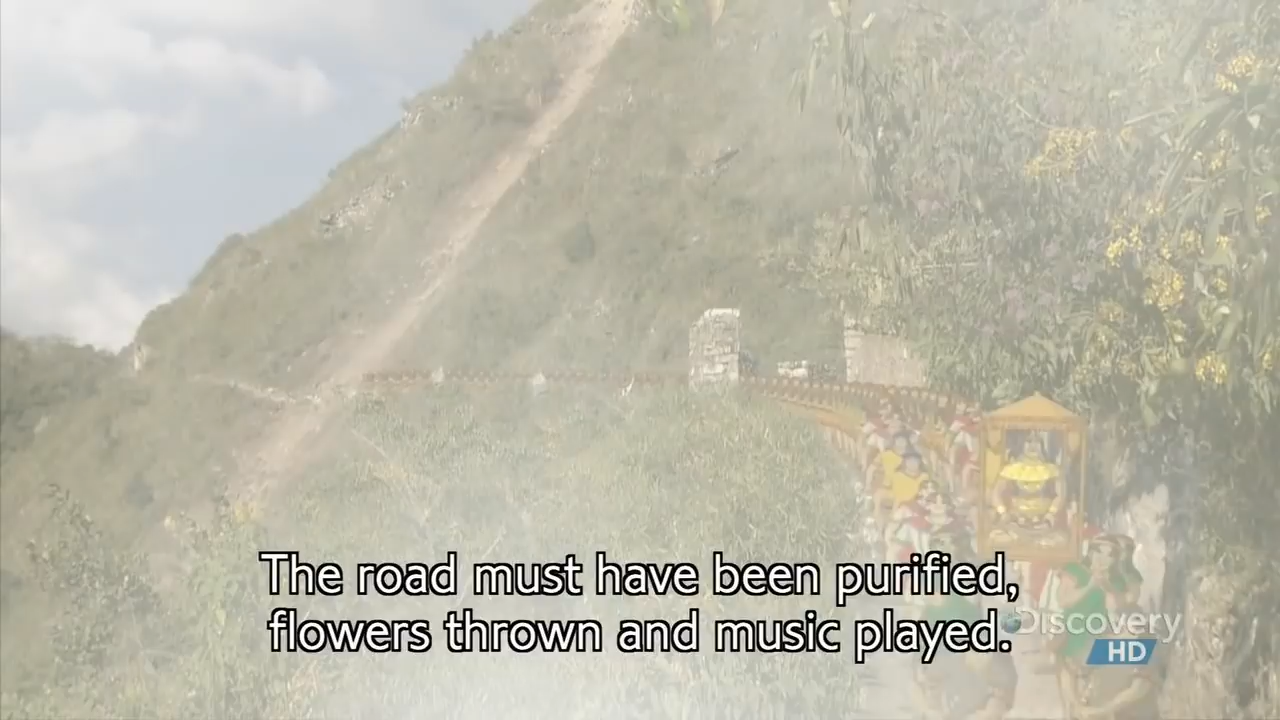 The road must have been purified,
flowers thrown and music played.
Discovery
HD